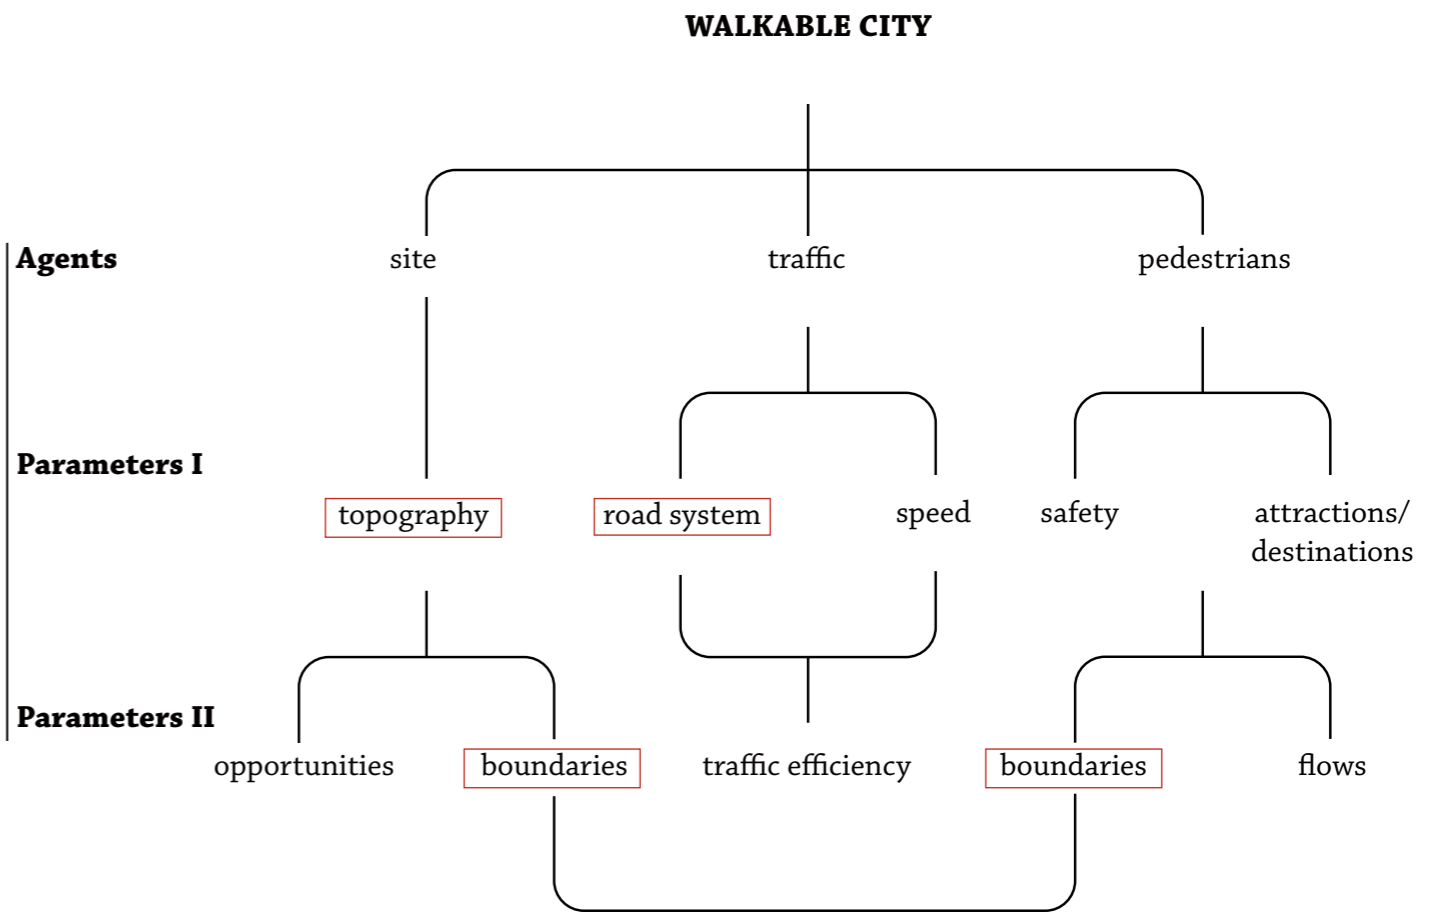 WALKABLE CITY
Agents
site
traffic
pedestrians
Parameters I
topography
road system
speed
safety
attractions/
destinations
Parameters II
opportunities
boundaries
traffic efficiency
boundaries
flows